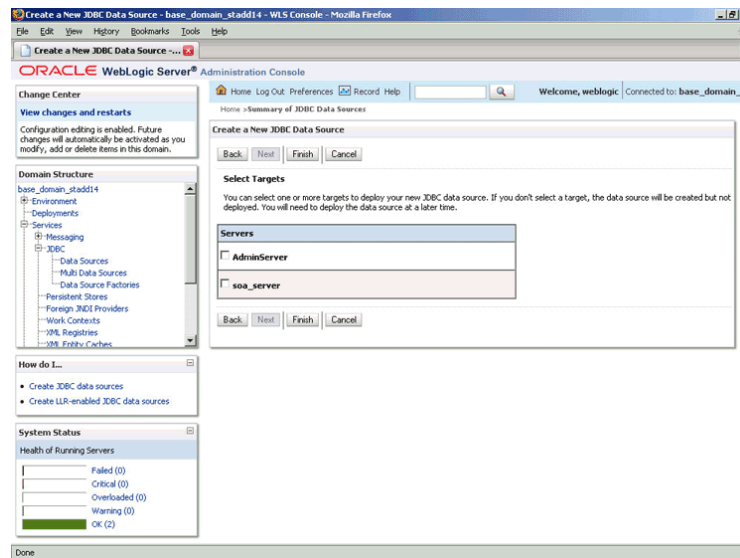 Create a New JDBC Data Source - base_domain_stadd14 - WLS Console - Mozilla Firefox
File Edit View History Bookmarks Tools Help
Create a New JDBC Data Source -...
ORACLE WebLogic Server® Administration Console
Change Center
View changes and restarts
Configuration editing is enabled. Future
changes will automatically be activated as you
modify, add or delete items in this domain.
Domain Structure
base_domain_stadd14
Environment
Deployments
Services
Messaging
JDBC
Data Sources
Multi Data Sources
Data Source Factories
Persistent Stores
Foreign JNDI Providers
Work Contexts
XML Registries
XML Entity Caches
How do I...
Create JDBC data sources
Create LLR-enabled JDBC data sources
System Status
Health of Running Servers
Failed (0)
Critical (0)
Overloaded (0)
Warning (0)
OK (2)
Home Log Out Preferences Record Help
Welcome, weblogic Connected to: base_domain_
Home >Summary of JDBC Data Sources
Create a New JDBC Data Source
Back Next Finish Cancel
Select Targets
You can select one or more targets to deploy your new JDBC data source. If you don't select a target, the data source will be created but not
deployed. You will need to deploy the data source at a later time.
Servers
AdminServer
soa_server
Back Next Finish Cancel
Done